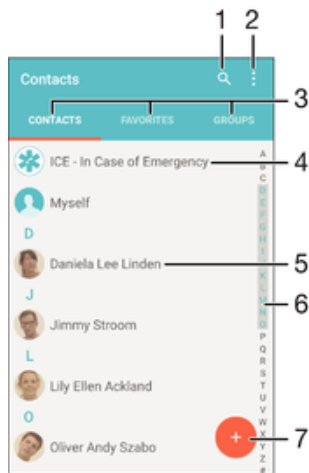 1 2
Contacts
3
CONTACTS FAVORITES GROUPS
ICE - In Case of Emergency 4
Myself
D
Daniela Lee Linden 5
J
Jimmy Stroom
L
Lily Ellen Ackland
O
Oliver Andy Szabo
A
B
C
D
E
F
G
H
I
J
K
L
M
N
O
P
Q
R
S
T
U
V
W
X
Y
Z
#
6
+ 7